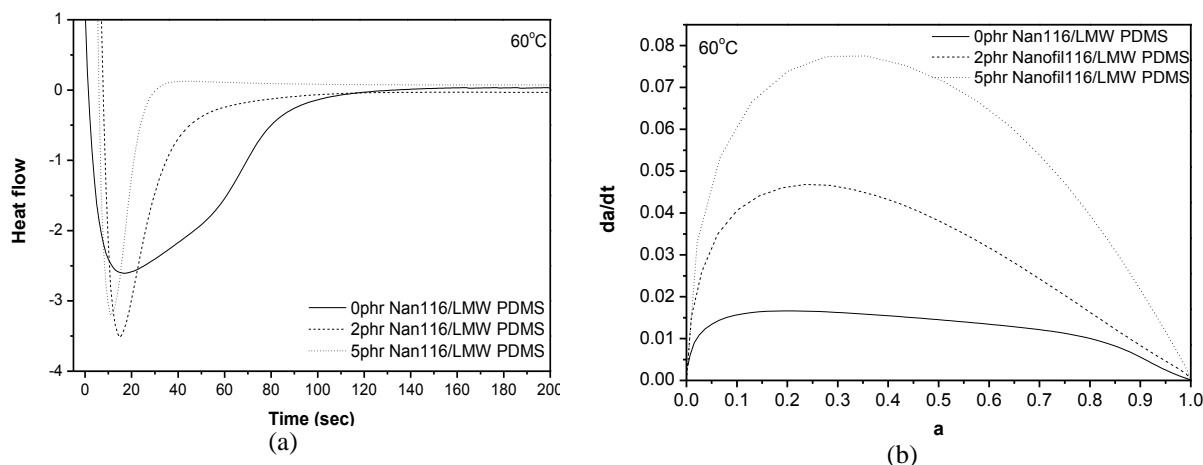 1
0
-1
-2
-3
-4
Heat flow
60°C
0phr Nan116/LMW PDMS
2phr Nan116/LMW PDMS
5phr Nan116/LMW PDMS
0 20 40 60 80 100 120 140 160 180 200
Time (sec)
(a)
0.08
0.07
0.06
0.05
0.04
0.03
0.02
0.01
0.00
da/dt
60°C
0phr Nan116/LMW PDMS
2phr Nanofil116/LMW PDMS
5phr Nanofil116/LMW PDMS
0.0 0.1 0.2 0.3 0.4 0.5 0.6 0.7 0.8 0.9 1.0
a
(b)